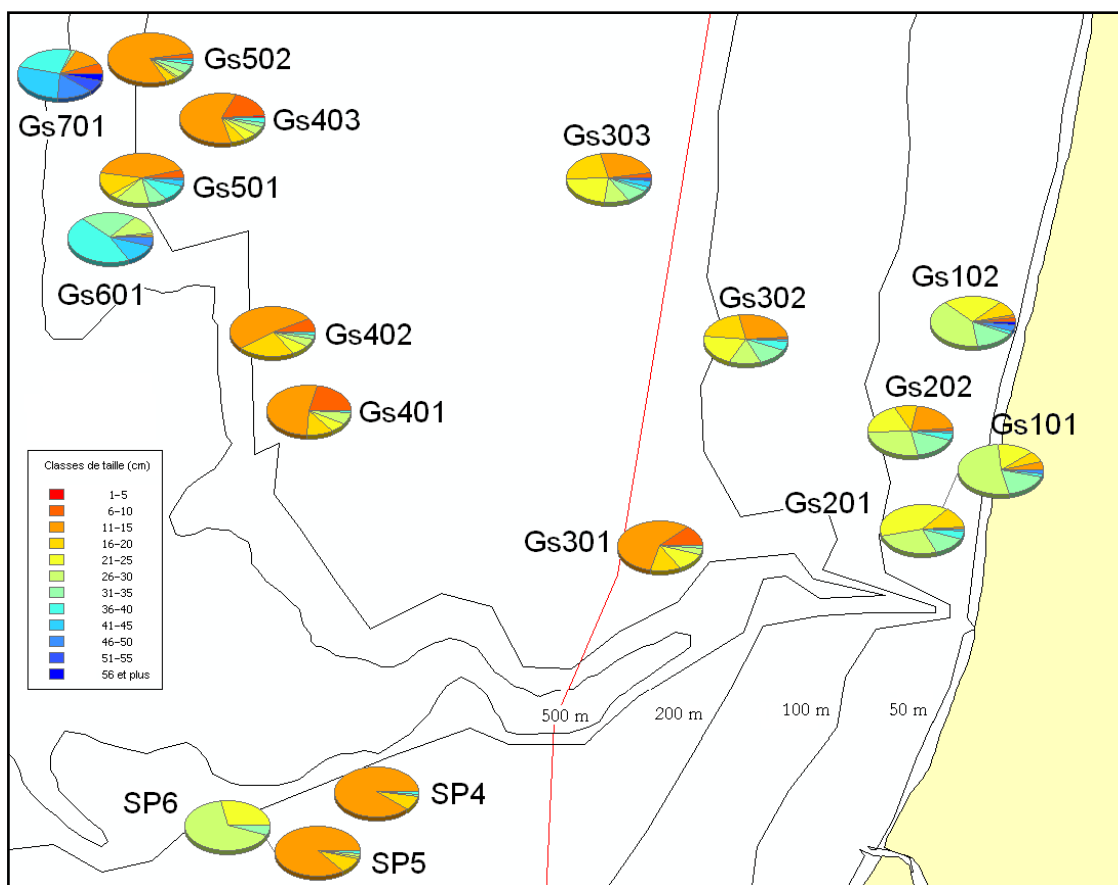 Gs502
Gs701
Gs403
Gs303
Gs501
Gs601
Gs102
Gs302
Gs402
Gs202
Gs401
Gs101
Classes de taille (cm)
1-5
6-10
11-15
16-20
21-25
26-30
31-35
36-40
41-45
46-50
51-55
56 et plus
Gs201
Gs301
500 m
200 m
100 m
50 m
SP4
SP6
SP5